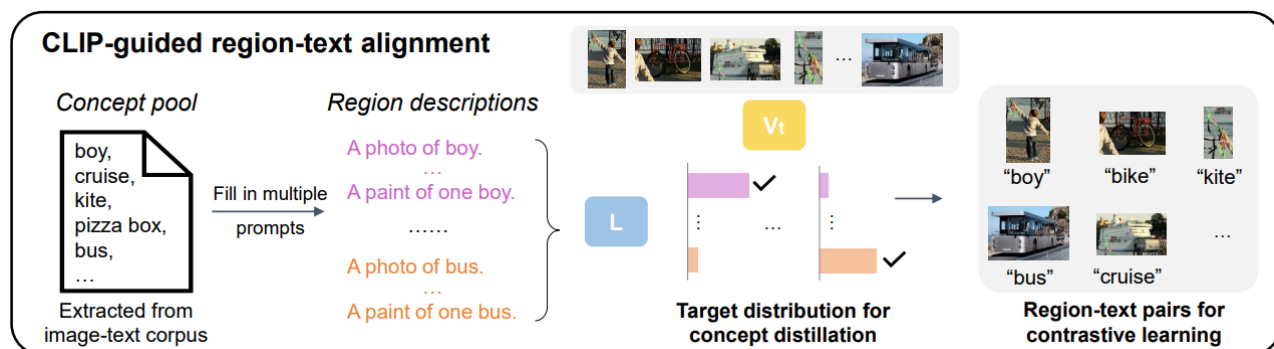 CLIP-guided region-text alignment
Concept pool
boy,
cruise,
kite,
pizza box,
bus,
...
Extracted from
image-text corpus
Fill in multiple
prompts
Region descriptions
A photo of boy.
...
A paint of one boy.
......
A photo of bus.
...
A paint of one bus.
...
Vt
L
...
Target distribution for
concept distillation
"boy"
"bike"
"kite"
"bus"
"cruise"
...
Region-text pairs for
contrastive learning